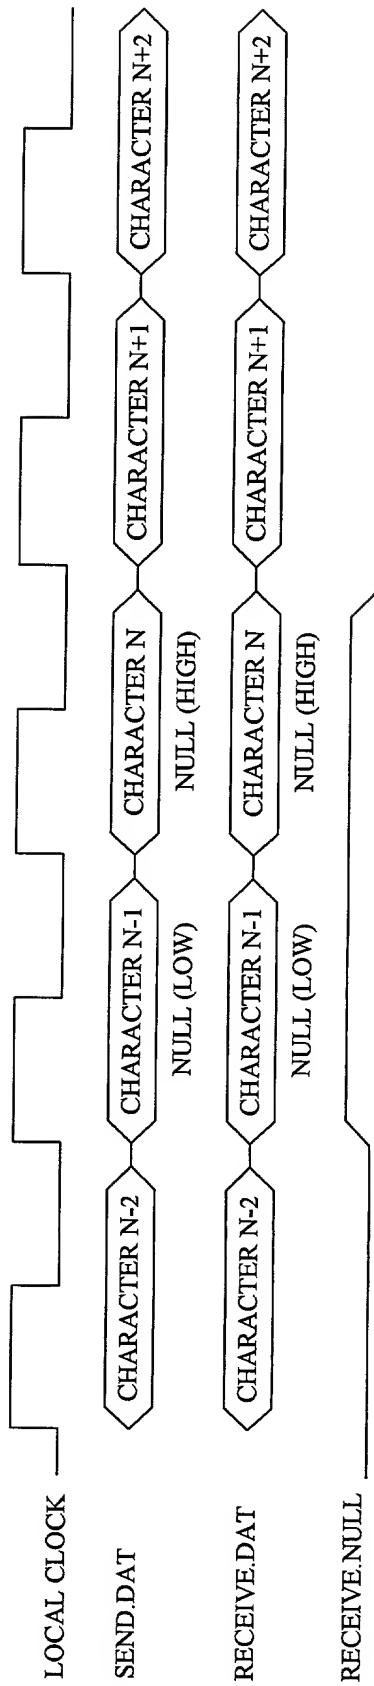 LOCAL CLOCK
SEND.DAT
CHARACTER N-2
CHARACTER N-1
CHARACTER N
CHARACTER N+1
CHARACTER N+2
NULL (LOW)
NULL (HIGH)
RECEIVE.DAT
CHARACTER N-2
CHARACTER N-1
CHARACTER N
CHARACTER N+1
CHARACTER N+2
NULL (LOW)
NULL (HIGH)
RECEIVE.NULL